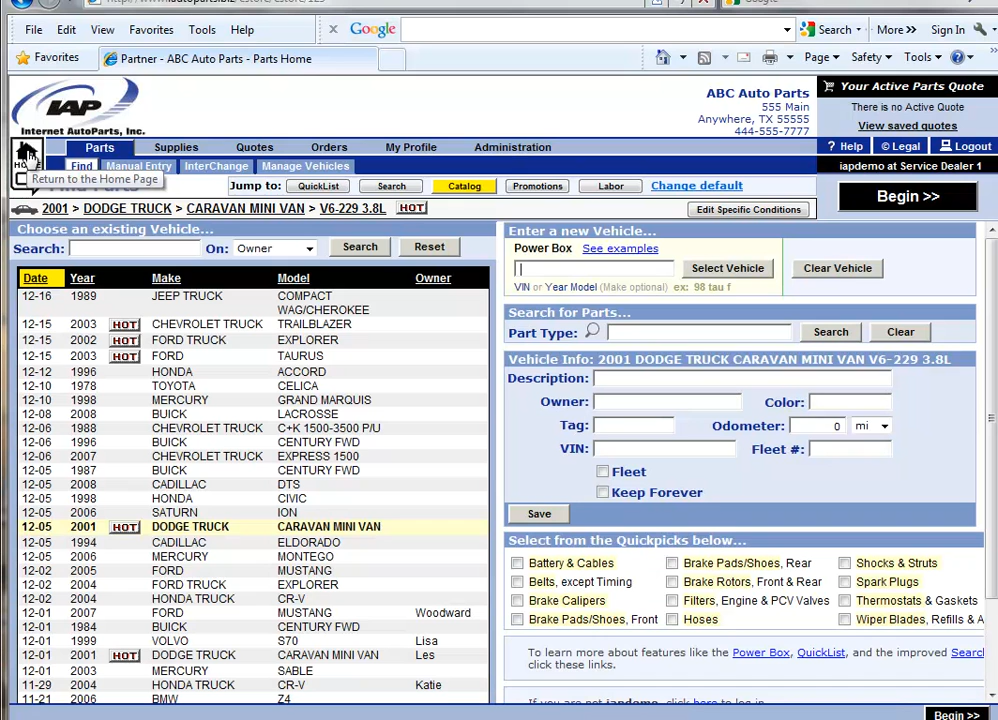 File Edit View Favorites Tools Help x Google Search More >> Sign In
Favorites Partner - ABC Auto Parts - Parts Home Page Safety Tools
IAP
Internet AutoParts, Inc.
ABC Auto Parts
555 Main
Anywhere, TX 55555
444-555-7777
Your Active Parts Quote
There is no Active Quote
View saved quotes
Parts Supplies Quotes Orders My Profile Administration ? Help © Legal Logout
Find Manual Entry InterChange Manage Vehicles iapdemo at Service Dealer 1
Return to the Home Page
Jump to: QuickList Search Catalog Promotions Labor Change default Begin >>
2001 > DODGE TRUCK > CARAVAN MINI VAN > V6-229 3.8L HOT Edit Specific Conditions
Choose an existing Vehicle...
Search: On: Owner Search Reset
Date Year Make Model Owner
12-16 1989 JEEP TRUCK COMPACT WAG/CHEROKEE
12-15 2003 HOT CHEVROLET TRUCK TRAILBLAZER
12-15 2002 HOT FORD TRUCK EXPLORER
12-15 2003 HOT FORD TAURUS
12-12 1996 HONDA ACCORD
12-10 1978 TOYOTA CELICA
12-10 1998 MERCURY GRAND MARQUIS
12-08 2008 BUICK LACROSSE
12-06 1988 CHEVROLET TRUCK C+K 1500-3500 P/U
12-06 1996 BUICK CENTURY FWD
12-06 2007 CHEVROLET TRUCK EXPRESS 1500
12-05 1987 BUICK CENTURY FWD
12-05 2008 CADILLAC DTS
12-05 1998 HONDA CIVIC
12-05 2006 SATURN ION
12-05 2001 HOT DODGE TRUCK CARAVAN MINI VAN
12-05 1994 CADILLAC ELDORADO
12-05 2006 MERCURY MONTEGO
12-02 2005 FORD MUSTANG
12-02 2004 FORD TRUCK EXPLORER
12-02 2004 HONDA TRUCK CR-V
12-01 2007 FORD MUSTANG Woodward
12-01 1984 BUICK CENTURY FWD
12-01 1999 VOLVO S70 Lisa
12-01 2001 HOT DODGE TRUCK CARAVAN MINI VAN Les
12-01 2003 MERCURY SABLE
11-29 2004 HONDA TRUCK CR-V Katie
11-21 2006 BMW Z4
Enter a new Vehicle...
Power Box See examples
Select Vehicle Clear Vehicle
VIN or Year Model (Make optional) ex: 98 tau f
Search for Parts...
Part Type: Search Clear
Vehicle Info: 2001 DODGE TRUCK CARAVAN MINI VAN V6-229 3.8L
Description:
Owner: Color:
Tag: Odometer: 0 mi
VIN: Fleet #:
Fleet
Keep Forever
Save
Select from the Quickpicks below...
Battery & Cables Brake Pads/Shoes, Rear Shocks & Struts
Belts, except Timing Brake Rotors, Front & Rear Spark Plugs
Brake Calipers Filters, Engine & PCV Valves Thermostats & Gaskets
Brake Pads/Shoes, Front Hoses Wiper Blades, Refills & A
To learn more about features like the Power Box, QuickList, and the improved Search
click these links.
If you are not iapdemo, click here to log in.
Begin >>